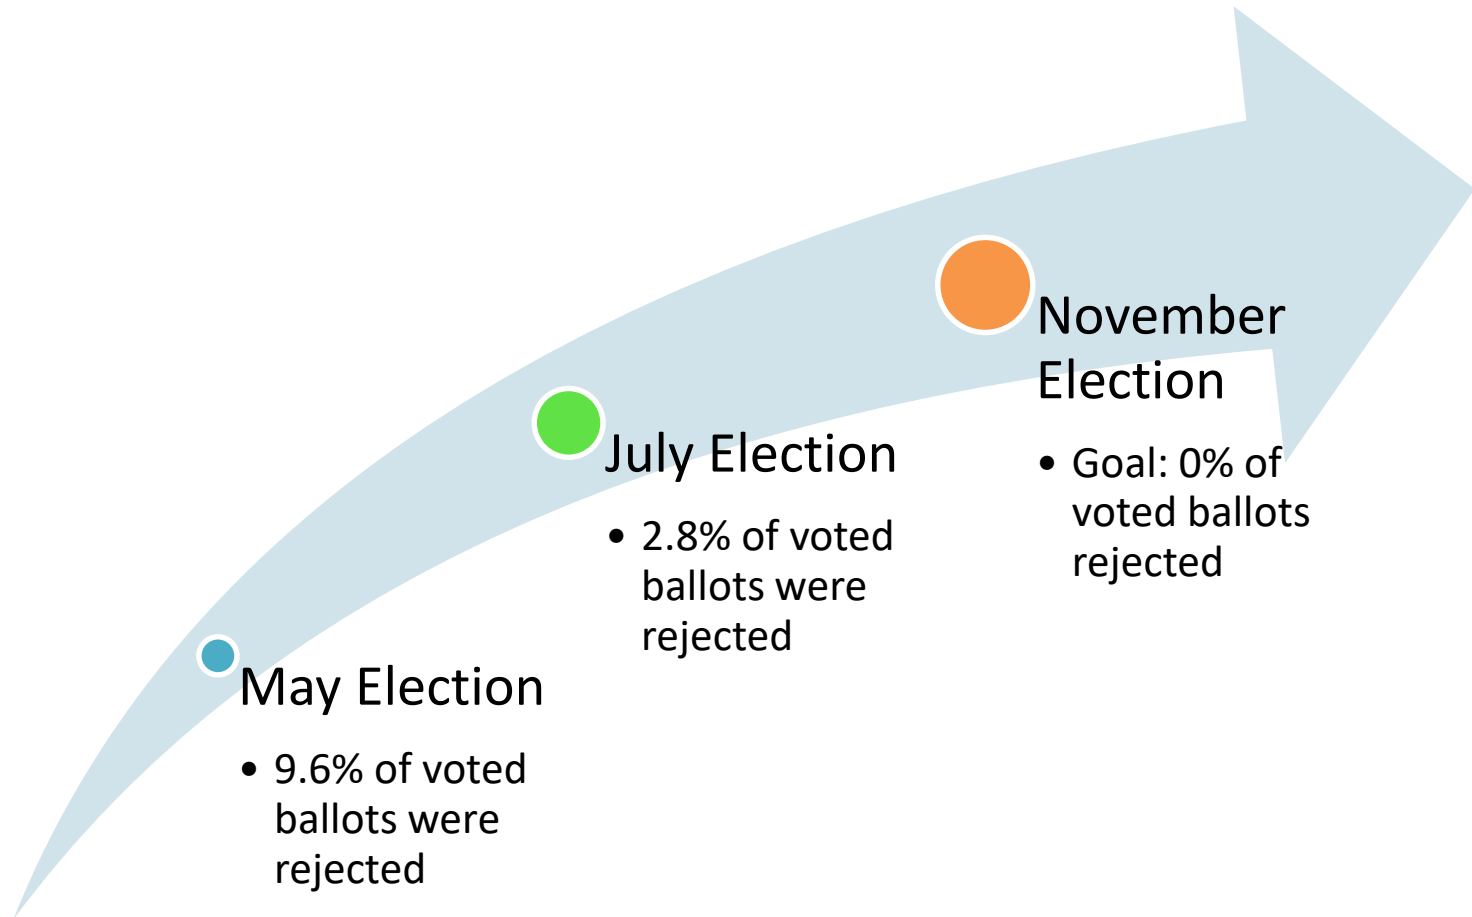 May Election
• 9.6% of voted
ballots were
rejected
July Election
• 2.8% of voted
ballots were
rejected
November
Election
• Goal: 0% of
voted ballots
rejected